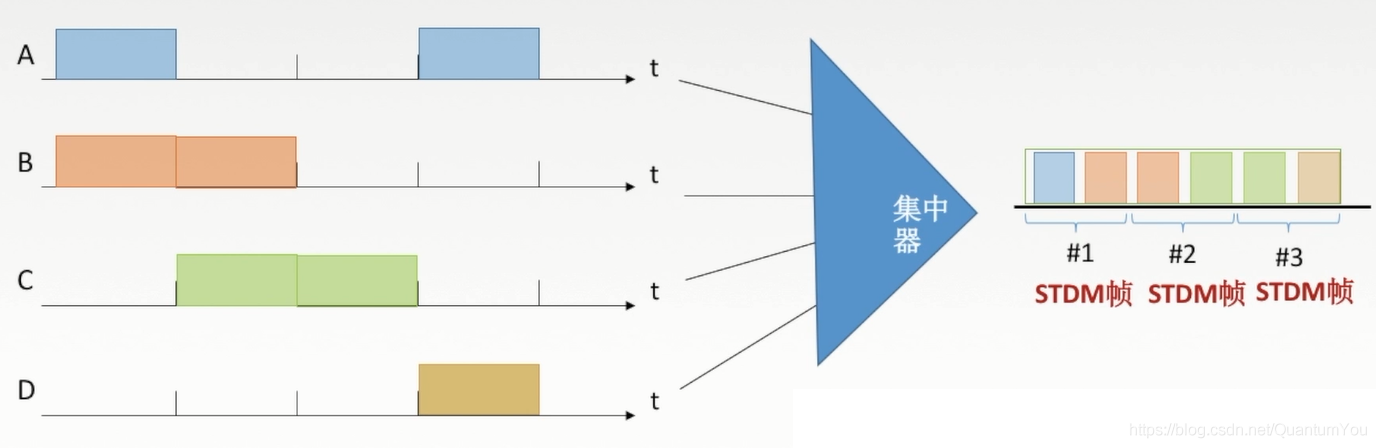 A
t
B
t
C
t
D
t
集中
器
#1
#2
#3
STDM帧
STDM帧
STDM帧
https://blog.csdn.net/QuantumYou